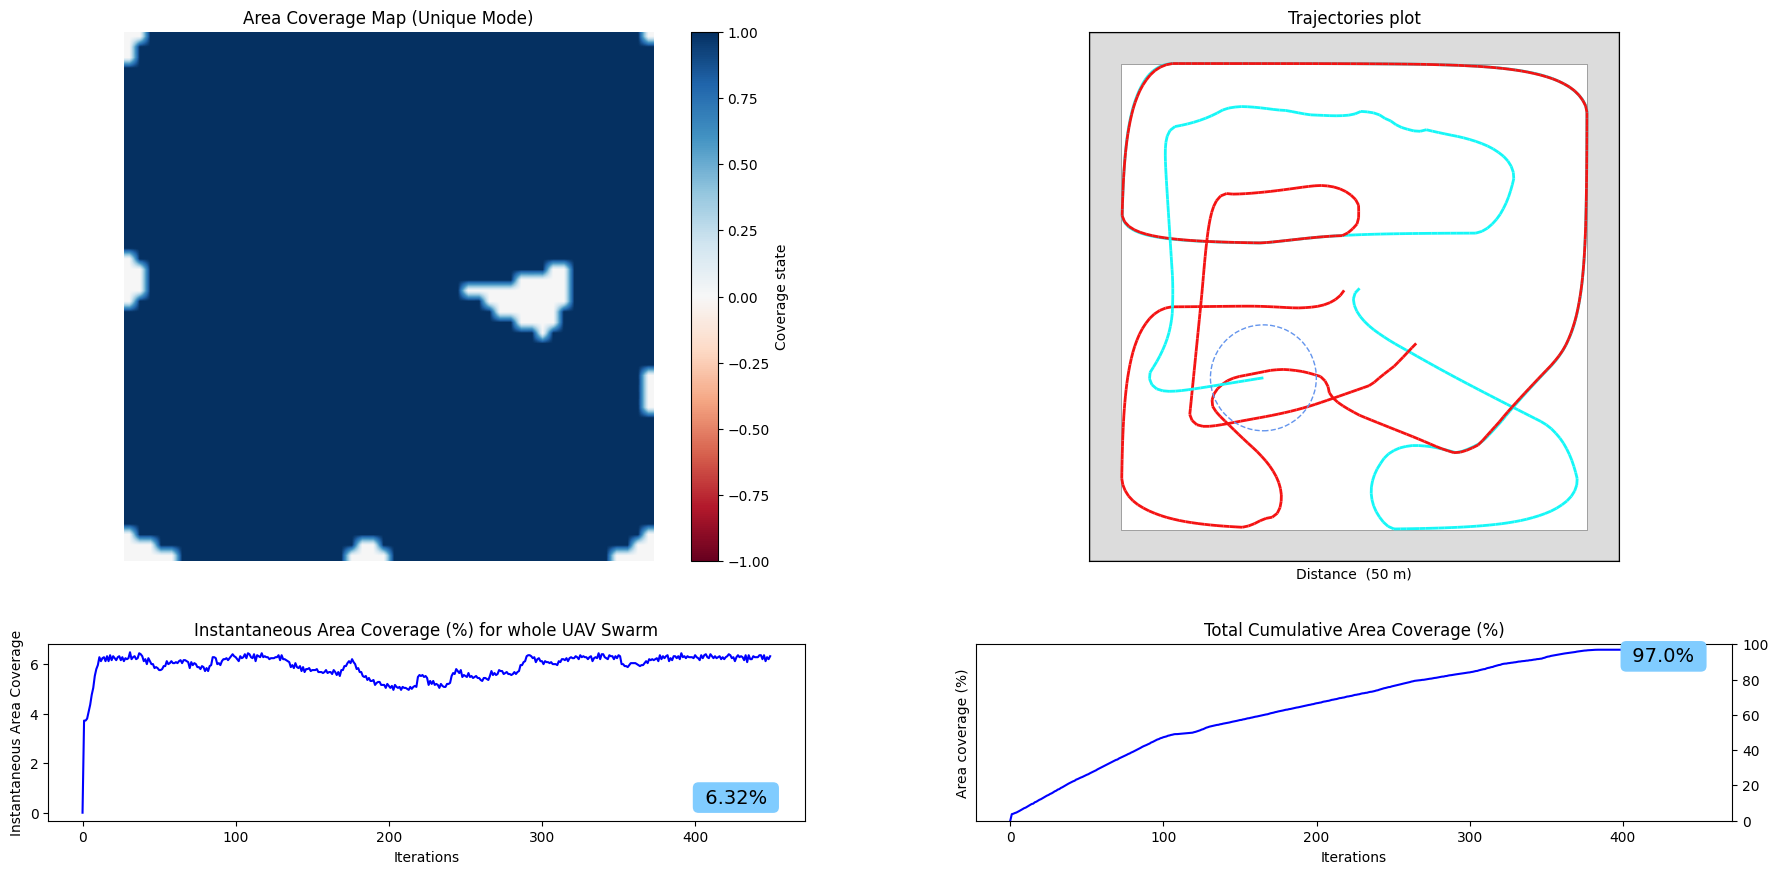 Area Coverage Map (Unique Mode)
1.00
0.75
0.50
0.25
0.00
−0.25
−0.50
−0.75
−1.00
Coverage state
Trajectories plot
Distance  (50 m)
Instantaneous Area Coverage (%) for whole UAV Swarm
Instantaneous Area Coverage
6
4
2
0
6.32%
0 100 200 300 400
Iterations
Total Cumulative Area Coverage (%)
Area coverage (%)
97.0%
100
80
60
40
20
0
0 100 200 300 400
Iterations